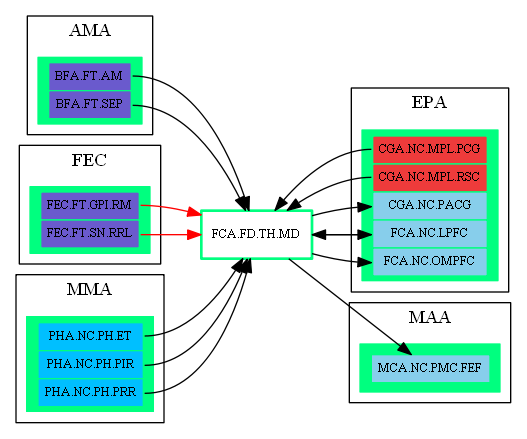 AMA
BFA.FT.AM
BFA.FT.SEP
FEC
FEC.FT.GPI.RM
FEC.FT.SN.RRL
MMA
PHA.NC.PH.ET
PHA.NC.PH.PIR
PHA.NC.PH.PRR
FCA.FD.TH.MD
EPA
CGA.NC.MPL.PCG
CGA.NC.MPL.RSC
CGA.NC.PACG
FCA.NC.LPFC
FCA.NC.OMPFC
MAA
MCA.NC.PMC.FEF